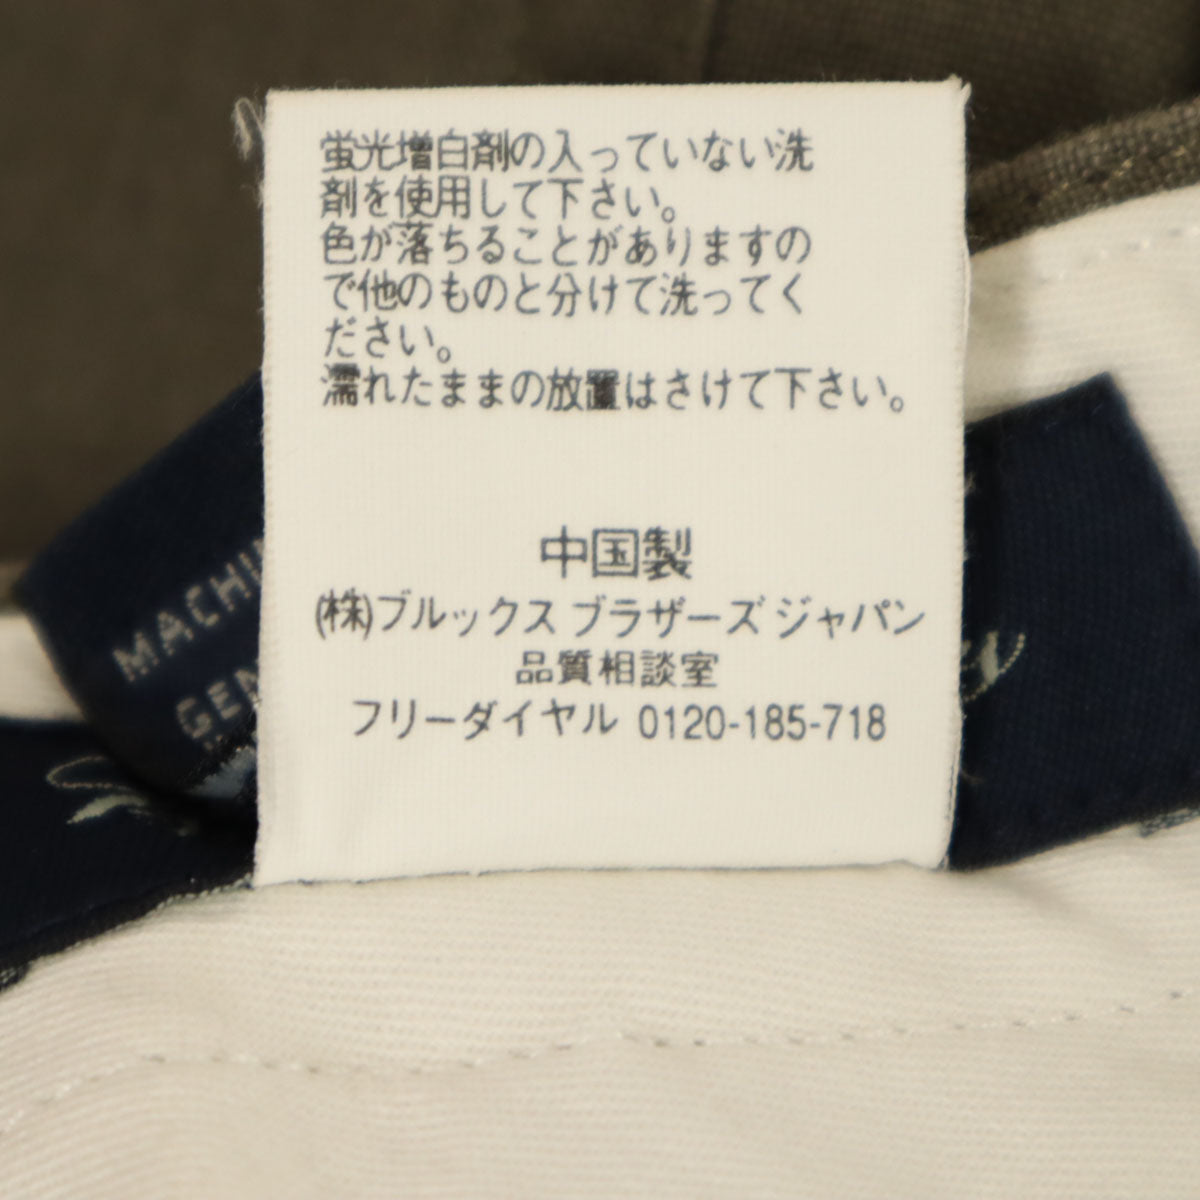 蛍光増白剤の入っていない洗
剤を使用して下さい。
色が落ちることがありますの
で他のものと分けて洗ってく
ださい。
濡れたままの放置はさけて下さい。
中国製
(株)ブルックス ブラザーズ ジャパン
品質相談室
フリーダイヤル 0120-185-718